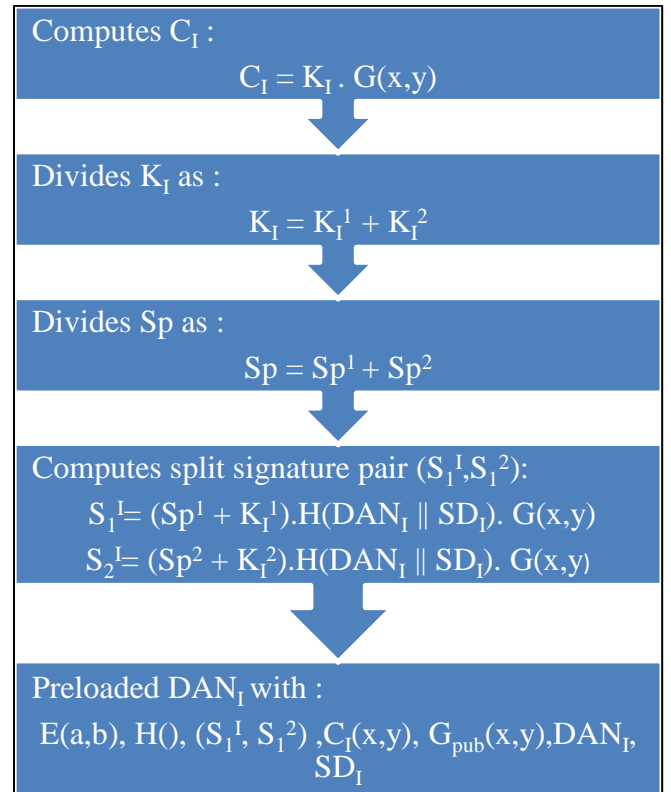 Computes C_I :
C_I = K_I . G(x,y)
Divides K_I as :
K_I = K_I^1 + K_I^2
Divides Sp as :
Sp = Sp^1 + Sp^2
Computes split signature pair (S_1^I,S_1^2):
S_1^I= (Sp^1 + K_I^1).H(DAN_I || SD_I). G(x,y)
S_2^I= (Sp^2 + K_I^2).H(DAN_I || SD_I). G(x,y)
Preloaded DAN_I with :
E(a,b), H(), (S_1^I, S_1^2) ,C_I(x,y), G_pub(x,y),DAN_I,
SD_I